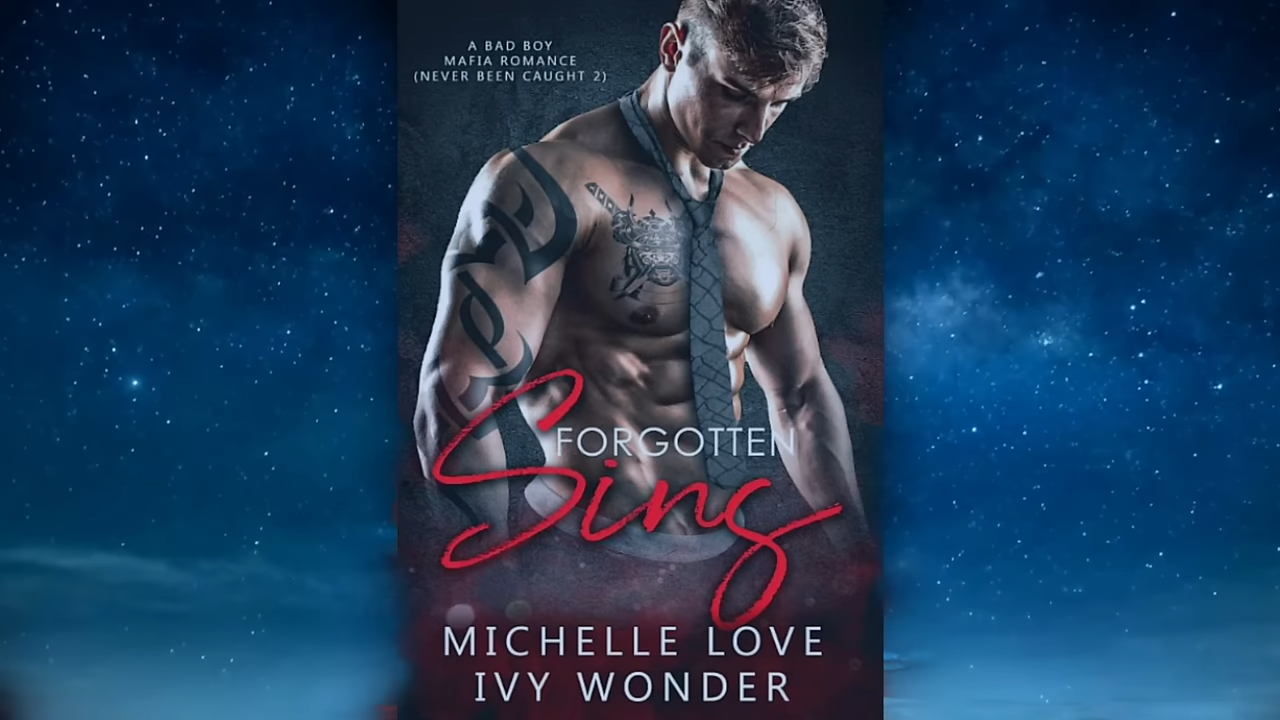 A BAD BOY
MAFIA ROMANCE
(NEVER BEEN CAUGHT 2)
FORGOTTEN
Sins
MICHELLE LOVE
IVY WONDER